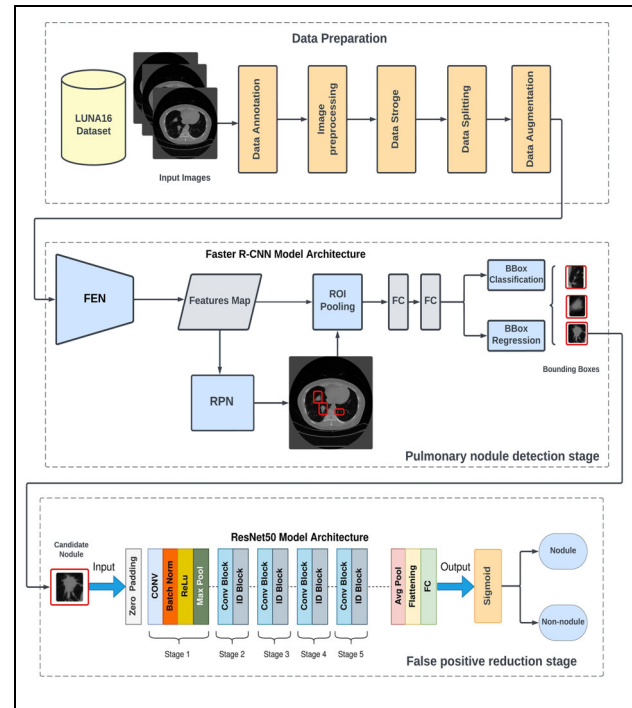 Data Preparation
LUNA16
Dataset
Input Images
Data Annotation
Image
preprocessing
Data Stroge
Data Splitting
Data Augmentation
Faster R-CNN Model Architecture
FEN
Features Map
ROI
Pooling
FC
FC
BBox
Classification
BBox
Regression
Bounding Boxes
RPN
Pulmonary nodule detection stage
ResNet50 Model Architecture
Candidate
Nodule
Input
Zero Padding
CONV
Batch Norm
ReLu
Max Pool
Conv Block
ID Block
Conv Block
ID Block
Conv Block
ID Block
Conv Block
ID Block
Avg Pool
Flattening
FC
Output
Sigmoid
Nodule
Non-nodule
Stage 1
Stage 2
Stage 3
Stage 4
Stage 5
False positive reduction stage